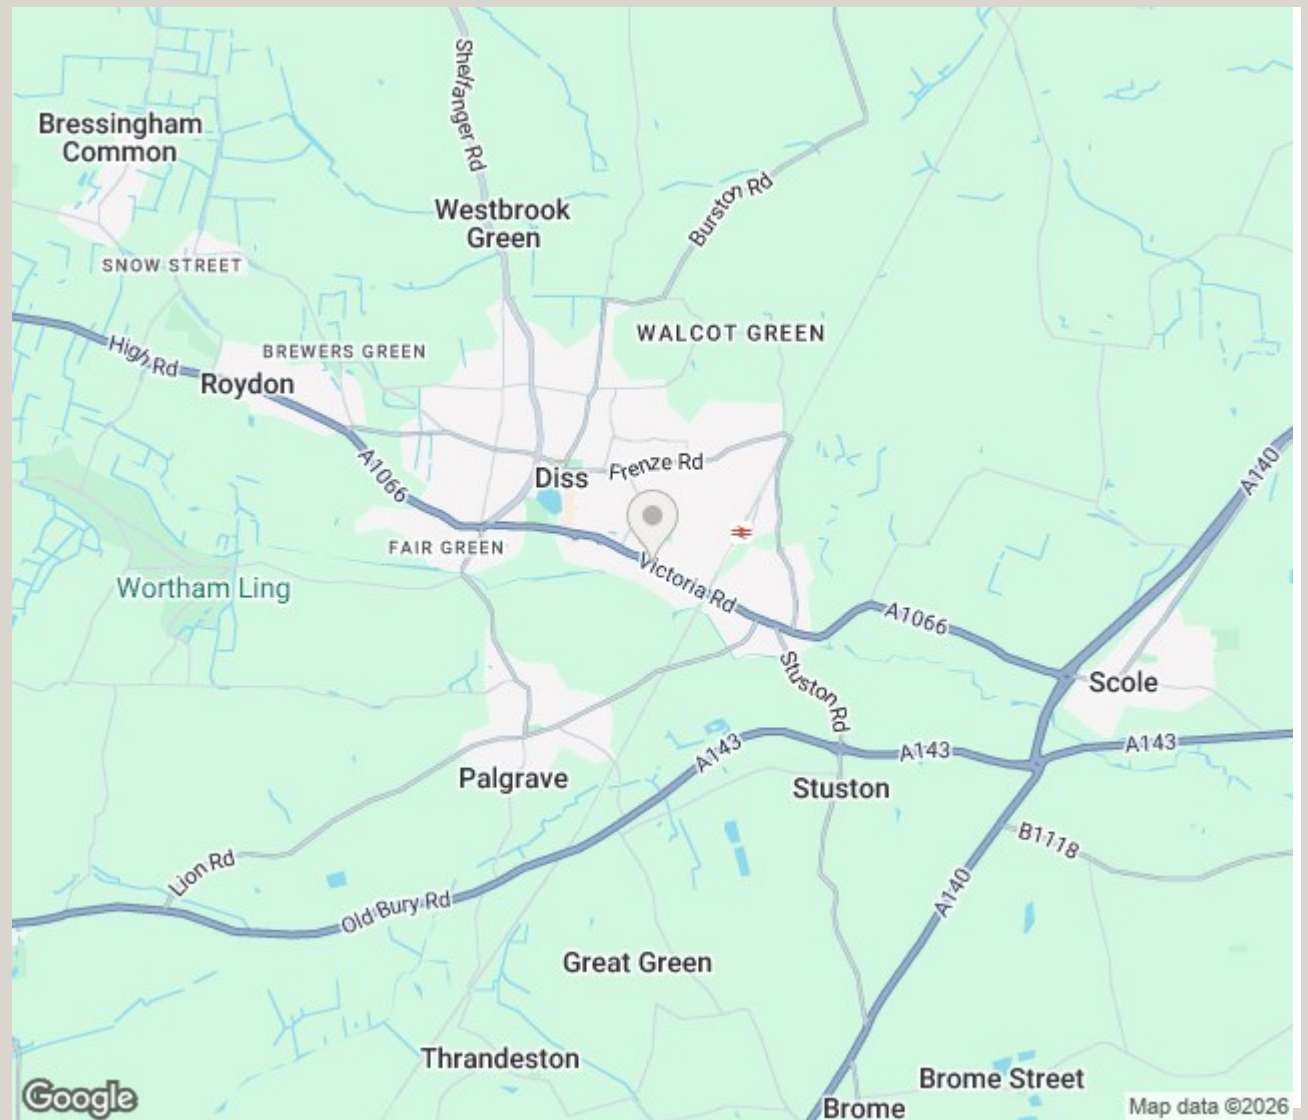 Shelfanger Rd
Bressingham
Common
Burston Rd
Westbrook
Green
SNOW STREET
WALCOT GREEN
High Rd
BREWERS GREEN
Roydon
A1066
Diss
Frenze Rd
A140
FAIR GREEN
Victoria Rd
Wortham Ling
A1066
Stuston Rd
Scole
A143
A143
A143
Palgrave
Stuston
B1118
Lion Rd
A140
Old Bury Rd
Great Green
Thrandeston
Brome Street
Google
Brome
Map data ©2026